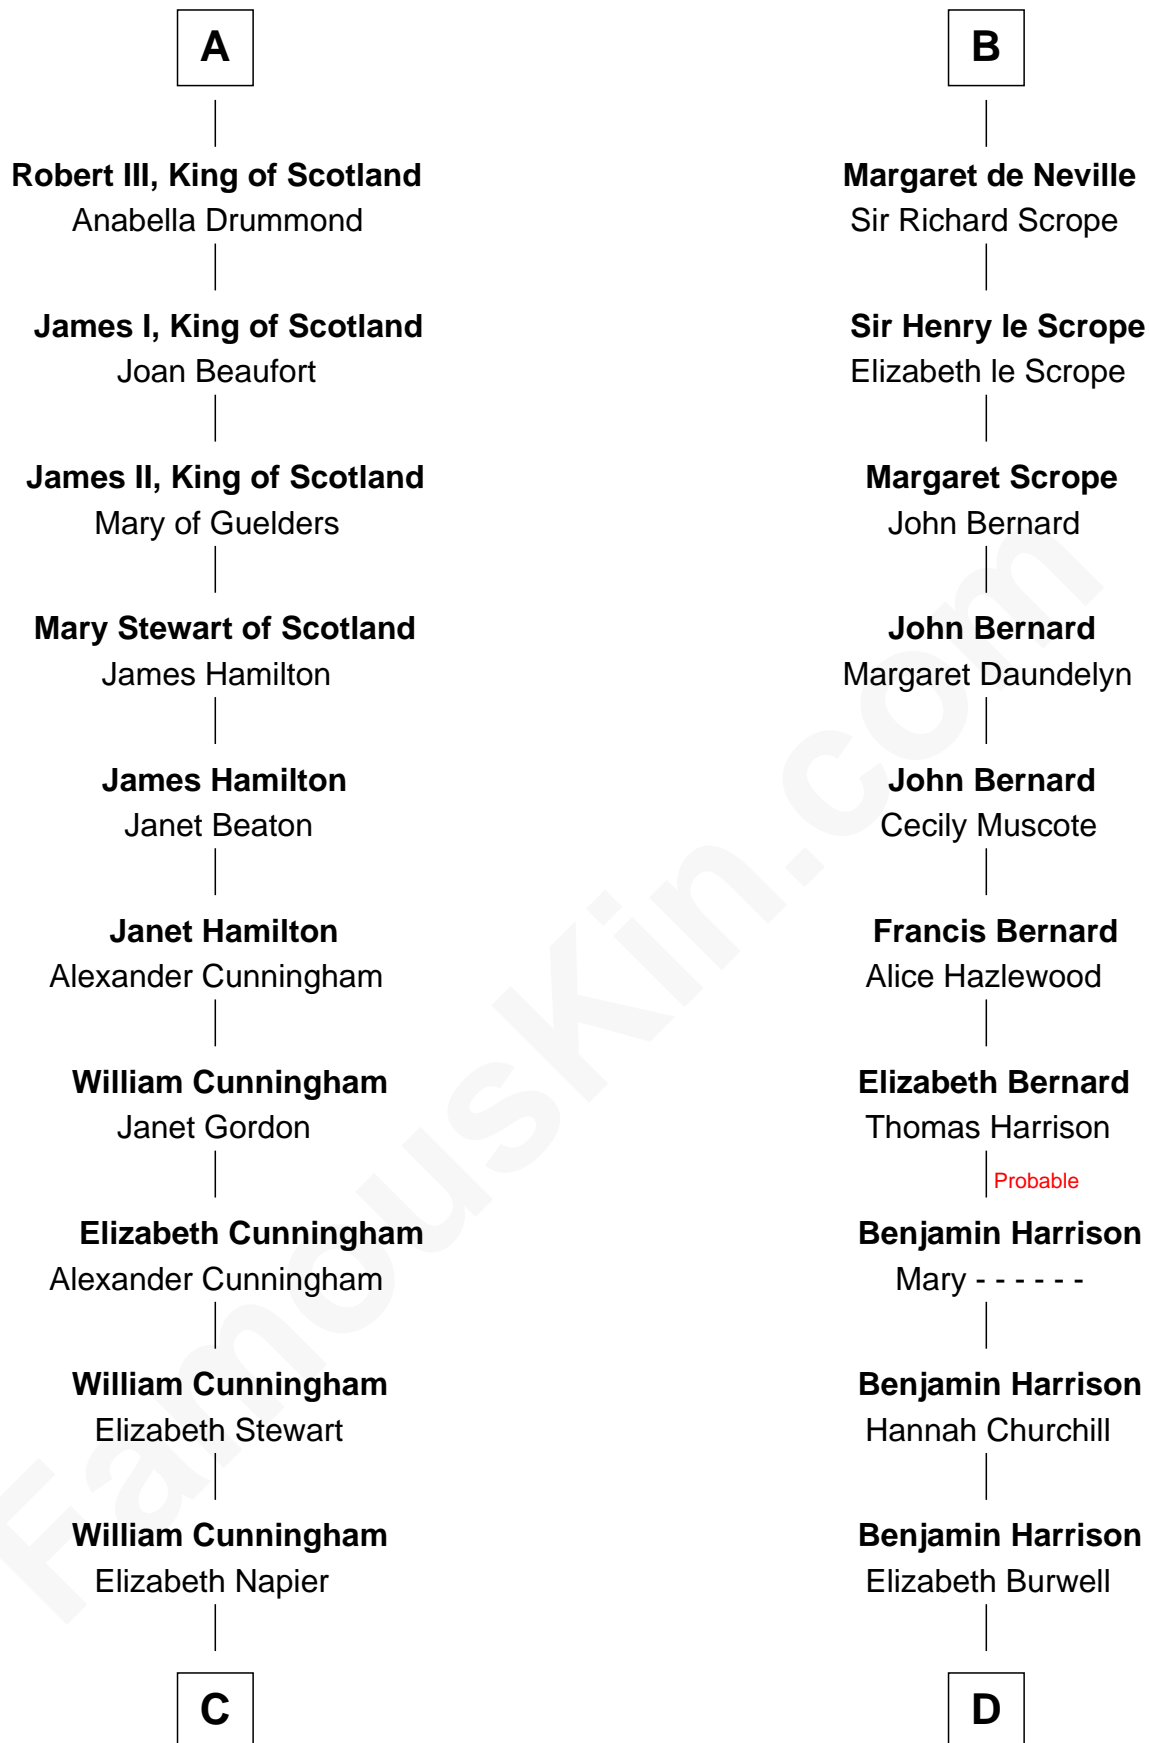 A
Robert III, King of Scotland
Anabella Drummond
James I, King of Scotland
Joan Beaufort
James II, King of Scotland
Mary of Guelders
Mary Stewart of Scotland
James Hamilton
James Hamilton
Janet Beaton
Janet Hamilton
Alexander Cunningham
William Cunningham
Janet Gordon
Elizabeth Cunningham
Alexander Cunningham
William Cunningham
Elizabeth Stewart
William Cunningham
Elizabeth Napier
C
B
Margaret de Neville
Sir Richard Scrope
Sir Henry le Scrope
Elizabeth le Scrope
Margaret Scrope
John Bernard
John Bernard
Margaret Daundelyn
John Bernard
Cecily Muscote
Francis Bernard
Alice Hazlewood
Elizabeth Bernard
Thomas Harrison
Probable
Benjamin Harrison
Mary - - - - - -
Benjamin Harrison
Hannah Churchill
Benjamin Harrison
Elizabeth Burwell
D
FamousKin.com